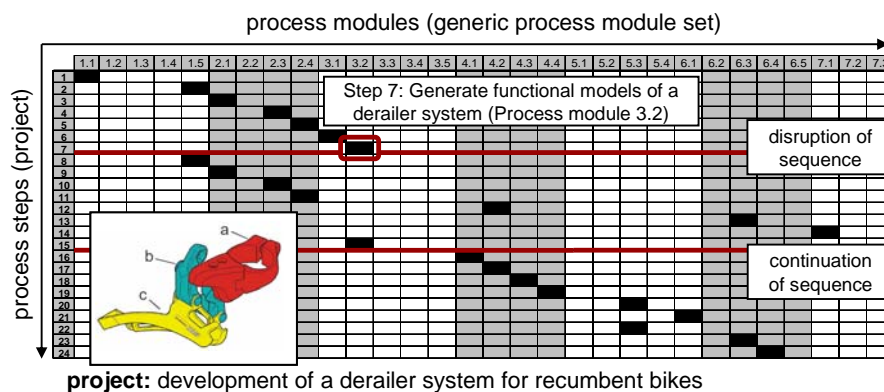 process modules (generic process module set)
1.1 1.2 1.3 1.4 1.5 2.1 2.2 2.3 2.4 3.1 3.2 3.4 3.5 4.1 4.2 4.3 4.4 5.1 5.3 5.4 6.1 6.2 6.3 6.4 6.5 7.1 7.2 7.3
process steps (project)
1
2
3
4
5
6
7
8
9
10
11
12
13
14
15
16
17
18
19
20
21
22
23
24
Step 7: Generate functional models of a
derailer system (Process module 3.2)
disruption of
sequence
a
b
c
continuation
of sequence
project: development of a derailer system for recumbent bikes